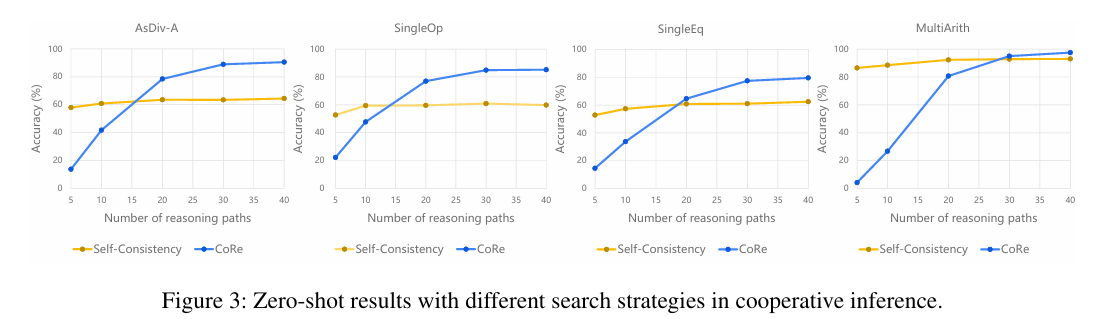 AsDiv-A
SingleOp
SingleEq
MultiArith
Accuracy (%)
100
80
60
40
20
0
5 10 15 20 25 30 35 40
Number of reasoning paths
Self-Consistency CoRe
Accuracy (%)
100
80
60
40
20
0
5 10 15 20 25 30 35 40
Number of reasoning paths
Self-Consistency CoRe
Accuracy (%)
100
80
60
40
20
0
5 10 15 20 25 30 35 40
Number of reasoning paths
Self-Consistency CoRe
Accuracy (%)
100
80
60
40
20
0
5 10 15 20 25 30 35 40
Number of reasoning paths
Self-Consistency CoRe
Figure 3: Zero-shot results with different search strategies in cooperative inference.